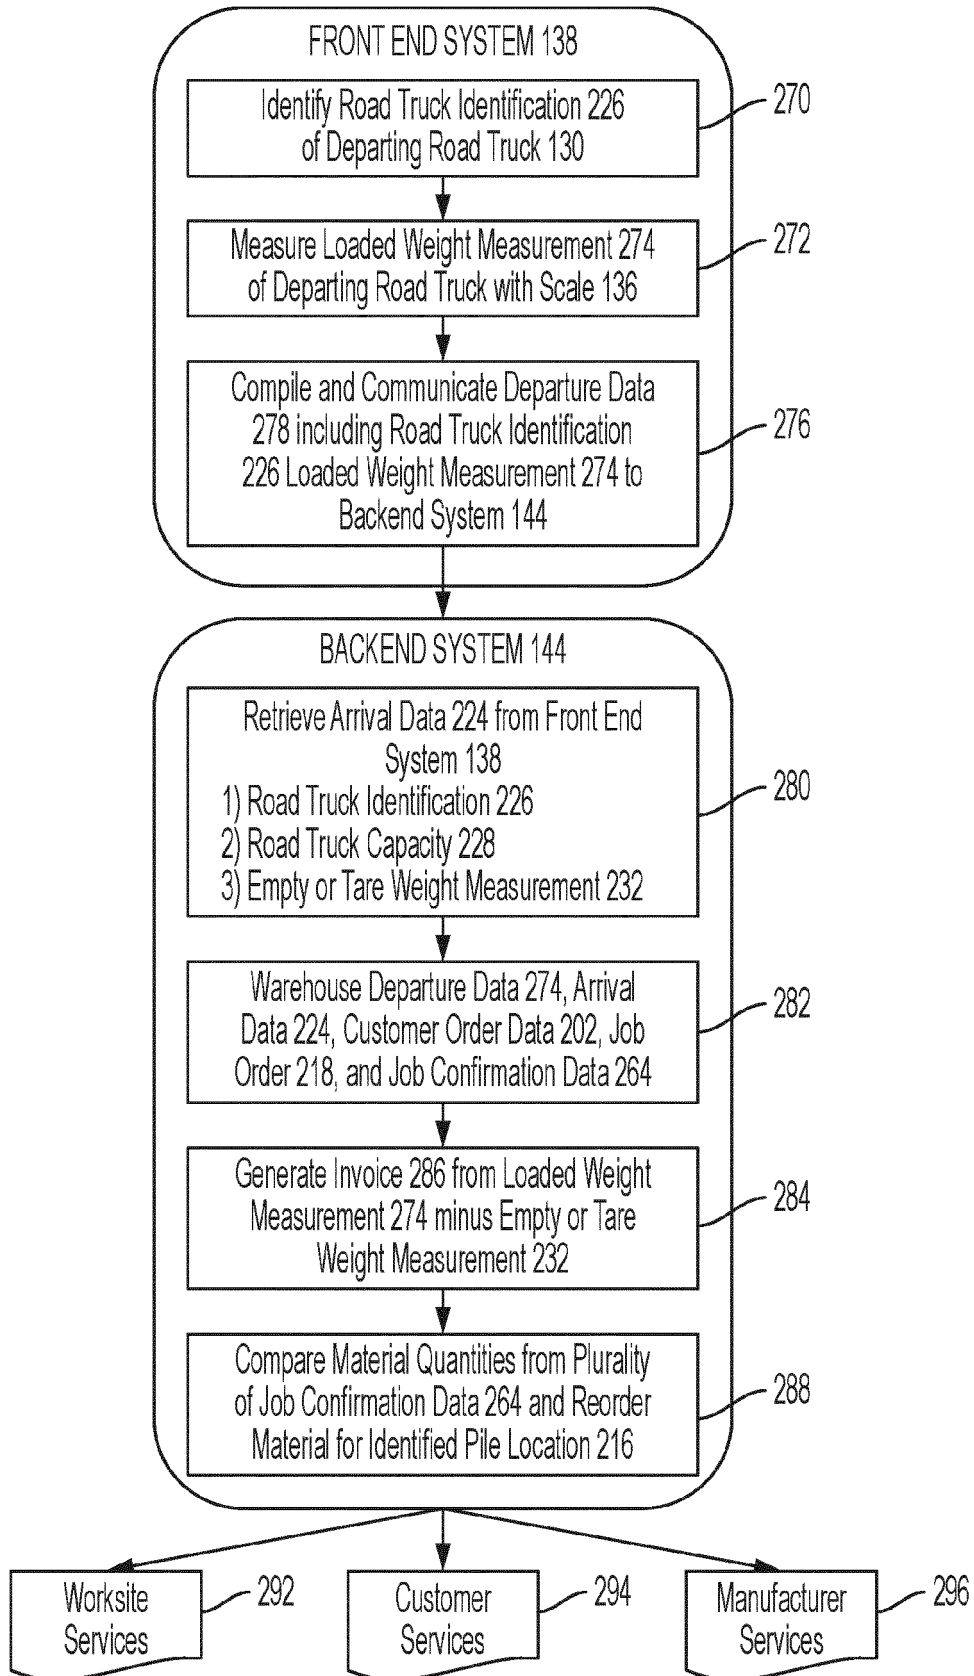 FRONT END SYSTEM 138
Identify Road Truck Identification 226
of Departing Road Truck 130
270
Measure Loaded Weight Measurement 274
of Departing Road Truck with Scale 136
272
Compile and Communicate Departure Data
278 including Road Truck Identification
226 Loaded Weight Measurement 274 to
Backend System 144
276
BACKEND SYSTEM 144
Retrieve Arrival Data 224 from Front End
System 138
1) Road Truck Identification 226
2) Road Truck Capacity 228
3) Empty or Tare Weight Measurement 232
280
Warehouse Departure Data 274, Arrival
Data 224, Customer Order Data 202, Job
Order 218, and Job Confirmation Data 264
282
Generate Invoice 286 from Loaded Weight
Measurement 274 minus Empty or Tare
Weight Measurement 232
284
Compare Material Quantities from Plurality
of Job Confirmation Data 264 and Reorder
Material for Identified Pile Location 216
288
Worksite
Services
292
Customer
Services
294
Manufacturer
Services
296